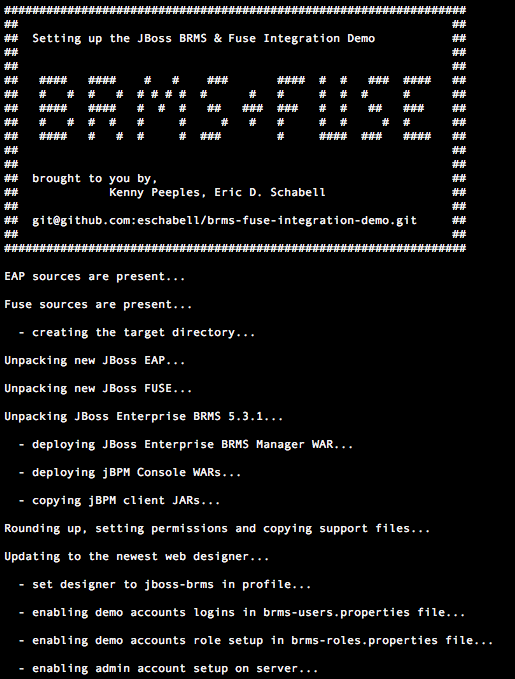 Setting up the JBoss BRMS & Fuse Integration Demo
BRMS+FUSE
brought to you by,
Kenny Peeples, Eric D. Schabell
git@github.com:eschabell/brms-fuse-integration-demo.git
EAP sources are present...
Fuse sources are present...
- creating the target directory...
Unpacking new JBoss EAP...
Unpacking new JBoss FUSE...
Unpacking JBoss Enterprise BRMS 5.3.1...
- deploying JBoss Enterprise BRMS Manager WAR...
- deploying jBPM Console WARs...
- copying jBPM client JARs...
Rounding up, setting permissions and copying support files...
Updating to the newest web designer...
- set designer to jboss-brms in profile...
- enabling demo accounts logins in brms-users.properties file...
- enabling demo accounts role setup in brms-roles.properties file...
- enabling admin account setup on server...